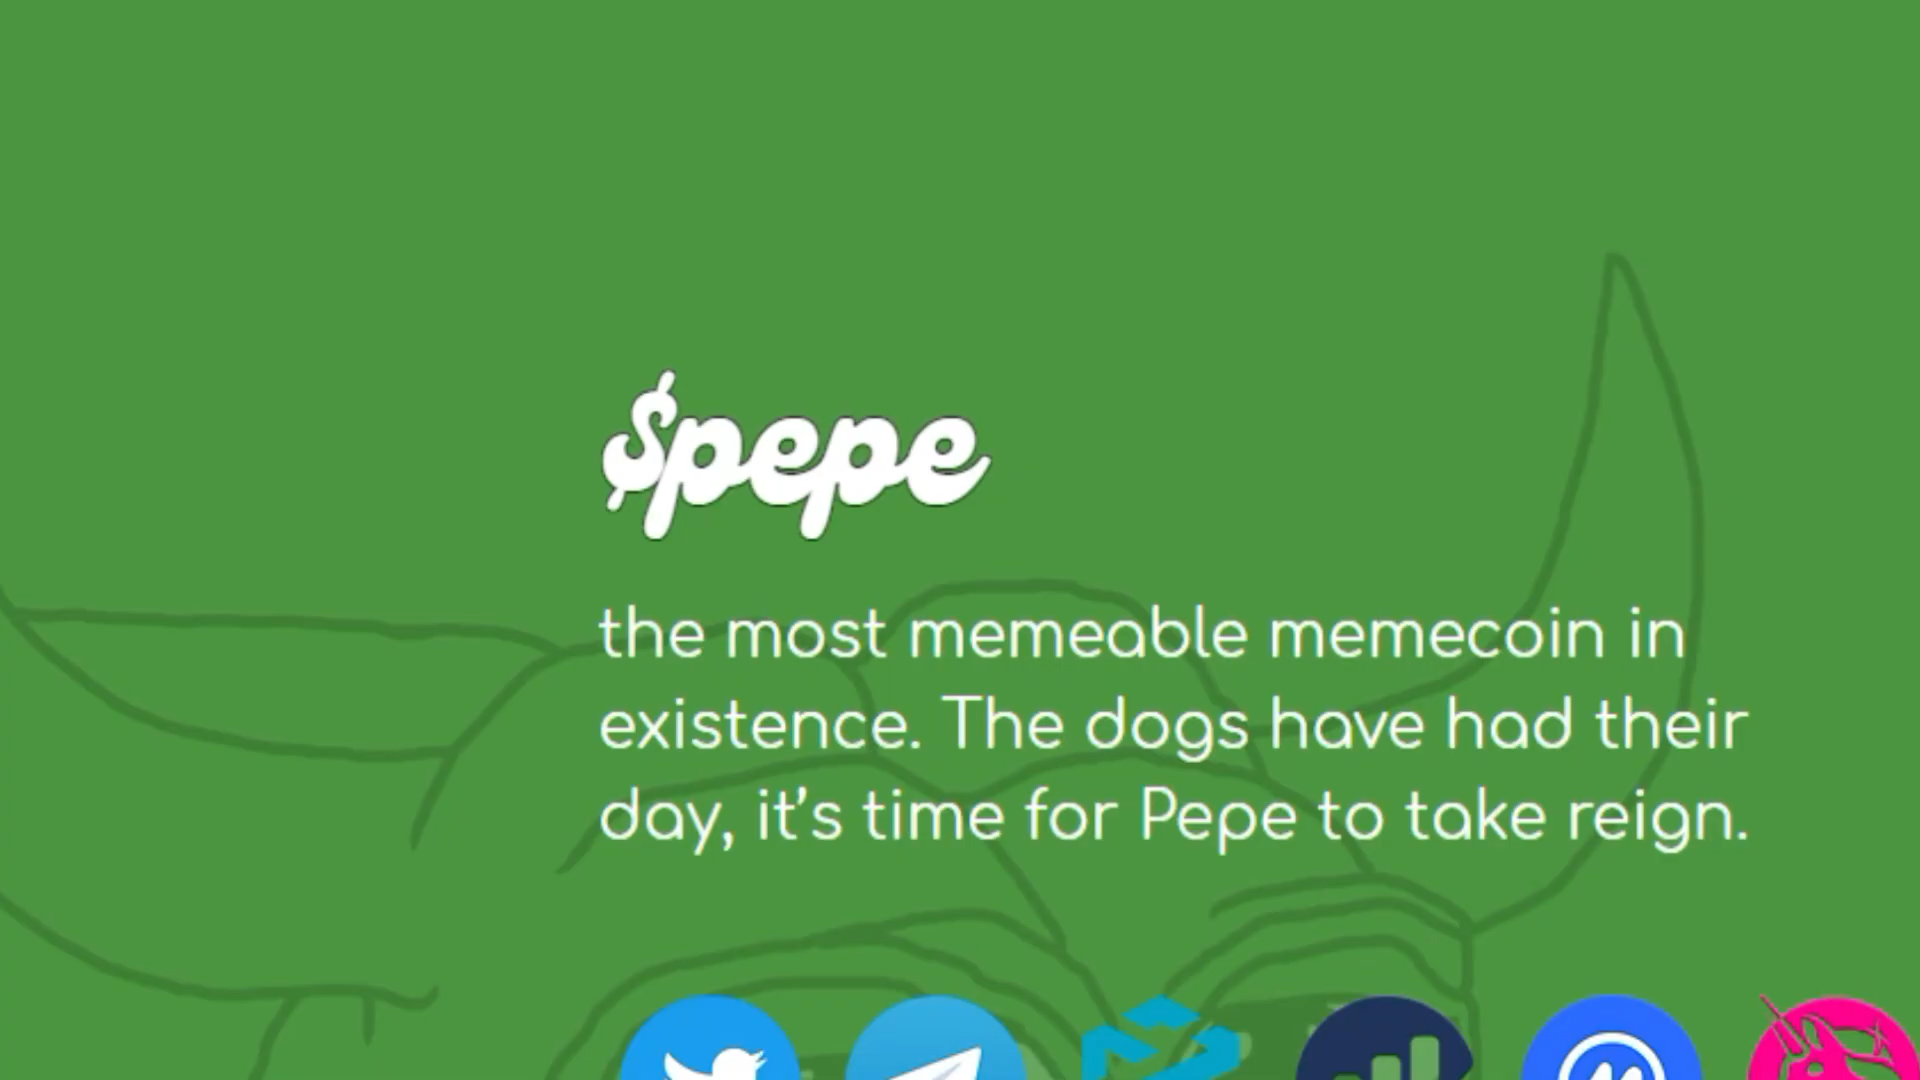 $pepe
the most memeable memecoin in
existence. The dogs have had their
day, it’s time for Pepe to take reign.